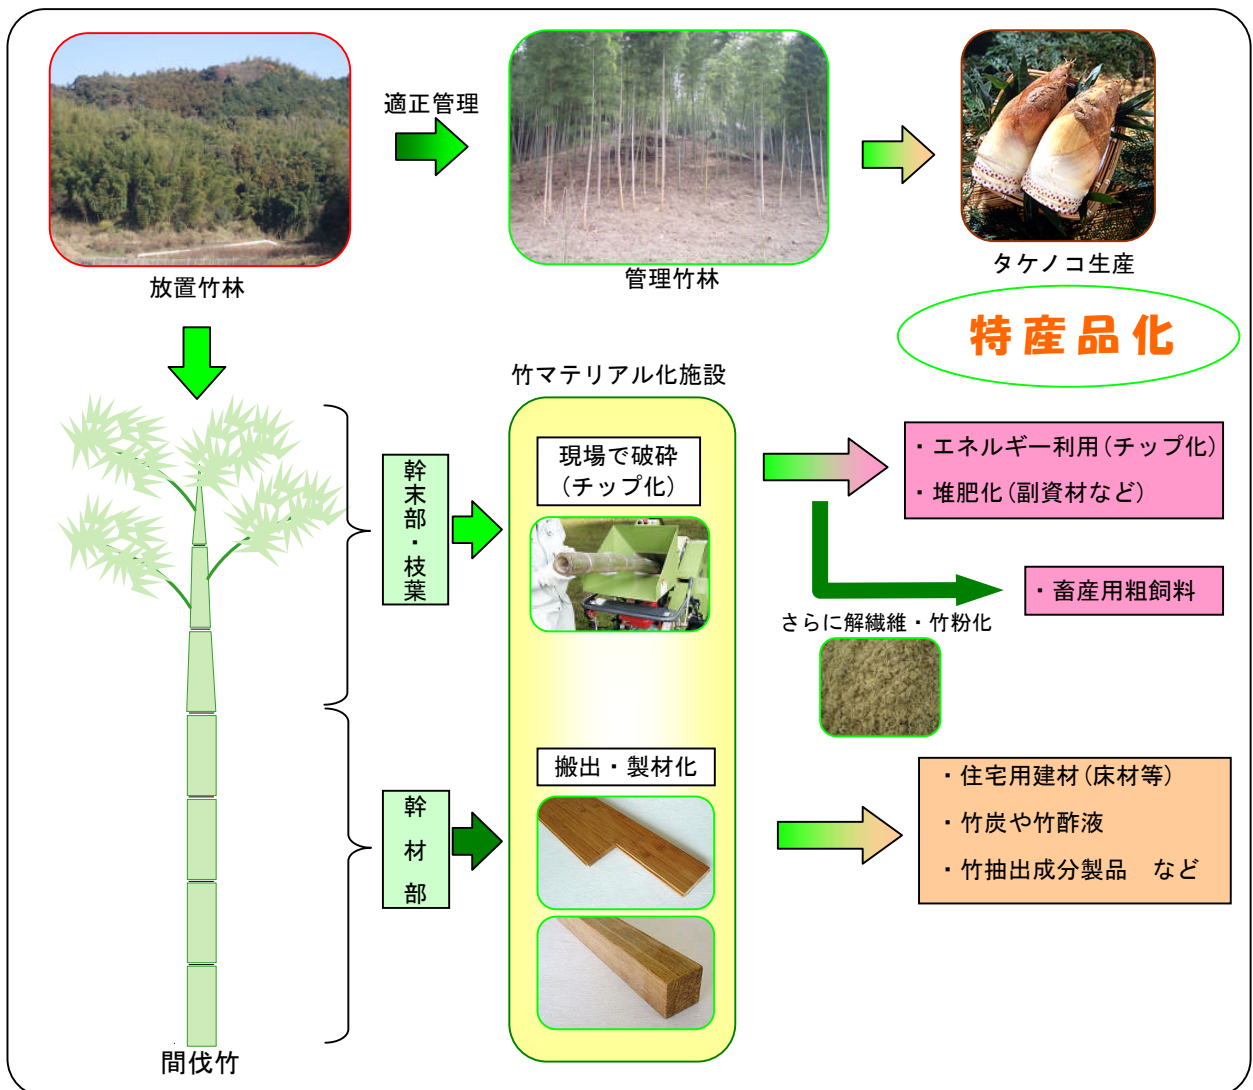 適正管理
放置竹林
管理竹林
タケノコ生産
特産品化
竹マテリアル化施設
幹末部・枝葉
現場で破砕
(チップ化)
・エネルギー利用(チップ化)
・堆肥化(副資材など)
・畜産用粗飼料
さらに解繊維・竹粉化
幹材部
搬出・製材化
・住宅用建材(床材等)
・竹炭や竹酢液
・竹抽出成分製品　など
間伐竹